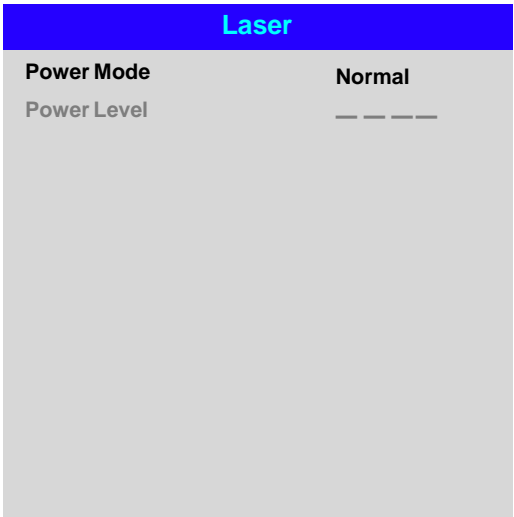 Laser
Power Mode Normal
Power Level — — — —